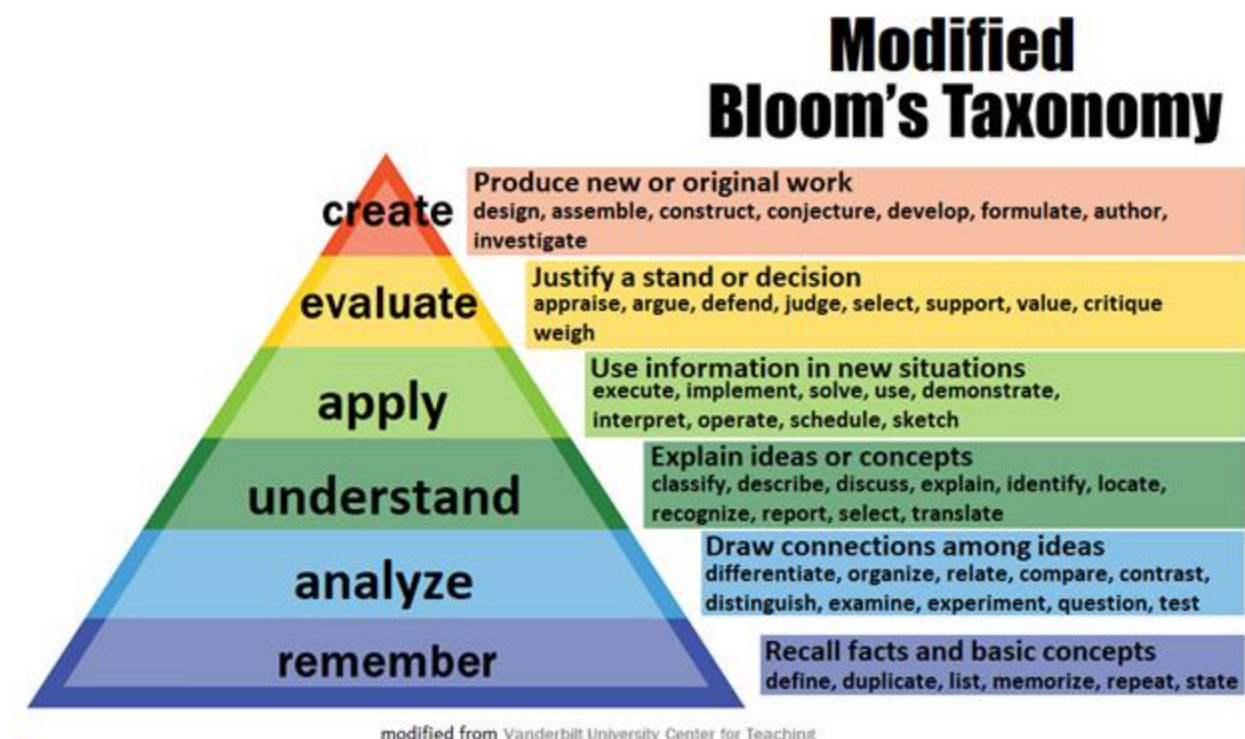 Modified
Bloom's Taxonomy
create
Produce new or original work
design, assemble, construct, conjecture, develop, formulate, author,
investigate
evaluate
Justify a stand or decision
appraise, argue, defend, judge, select, support, value, critique
weigh
apply
Use information in new situations
execute, implement, solve, use, demonstrate,
interpret, operate, schedule, sketch
understand
Explain ideas or concepts
classify, describe, discuss, explain, identify, locate,
recognize, report, select, translate
analyze
Draw connections among ideas
differentiate, organize, relate, compare, contrast,
distinguish, examine, experiment, question, test
remember
Recall facts and basic concepts
define, duplicate, list, memorize, repeat, state
modified from Vanderbilt University Center for Teaching